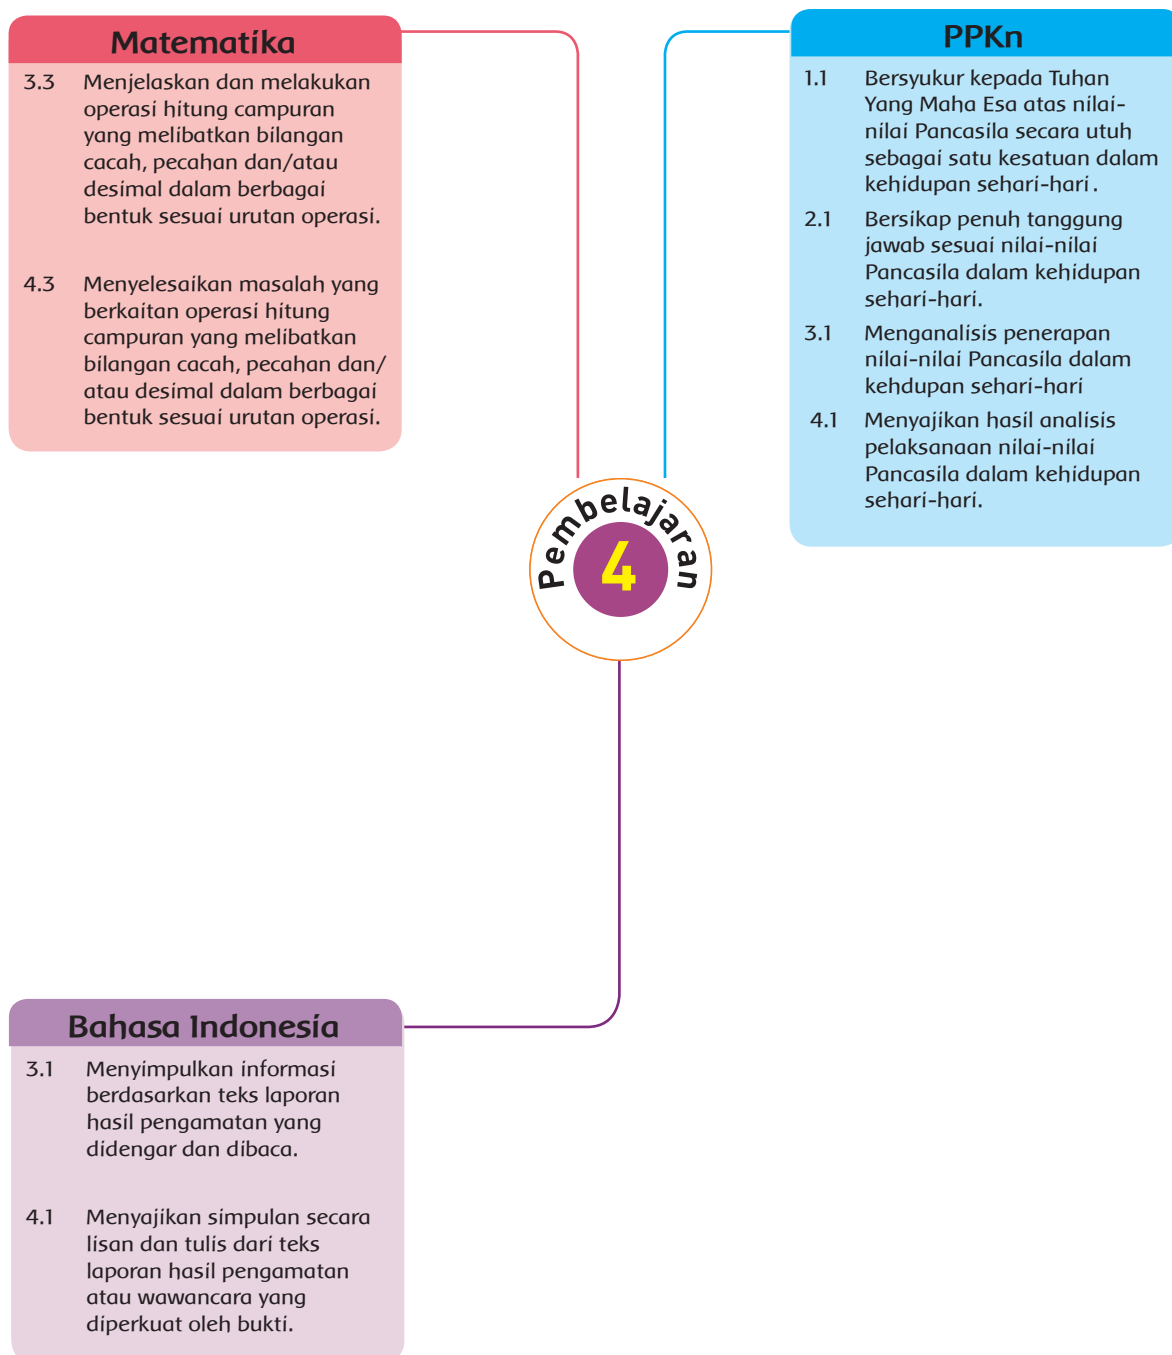 Matematika
3.3 Menjelaskan dan melakukan
operasi hitung campuran
yang melibatkan bilangan
cacah, pecahan dan/atau
desimal dalam berbagai
bentuk sesuai urutan operasi.
4.3 Menyelesaikan masalah yang
berkaitan operasi hitung
campuran yang melibatkan
bilangan cacah, pecahan dan/
atau desimal dalam berbagai
bentuk sesuai urutan operasi.
PPKn
1.1 Bersyukur kepada Tuhan
Yang Maha Esa atas nilai-
nilai Pancasila secara utuh
sebagai satu kesatuan dalam
kehidupan sehari-hari.
2.1 Bersikap penuh tanggung
jawab sesuai nilai-nilai
Pancasila dalam kehidupan
sehari-hari.
3.1 Menganalisis penerapan
nilai-nilai Pancasila dalam
kehdupan sehari-hari
4.1 Menyajikan hasil analisis
pelaksanaan nilai-nilai
Pancasila dalam kehidupan
sehari-hari.
Pembelajaran
4
Bahasa Indonesia
3.1 Menyimpulkan informasi
berdasarkan teks laporan
hasil pengamatan yang
didengar dan dibaca.
4.1 Menyajikan simpulan secara
lisan dan tulis dari teks
laporan hasil pengamatan
atau wawancara yang
diperkuat oleh bukti.